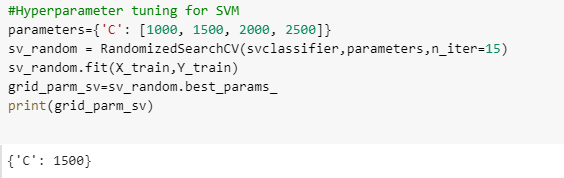 #Hyperparameter tuning for SVM
parameters={'C': [1000, 1500, 2000, 2500]}
sv_random = RandomizedSearchCV(svclassifier,parameters,n_iter=15)
sv_random.fit(X_train,Y_train)
grid_parm_sv=sv_random.best_params_
print(grid_parm_sv)
{'C': 1500}